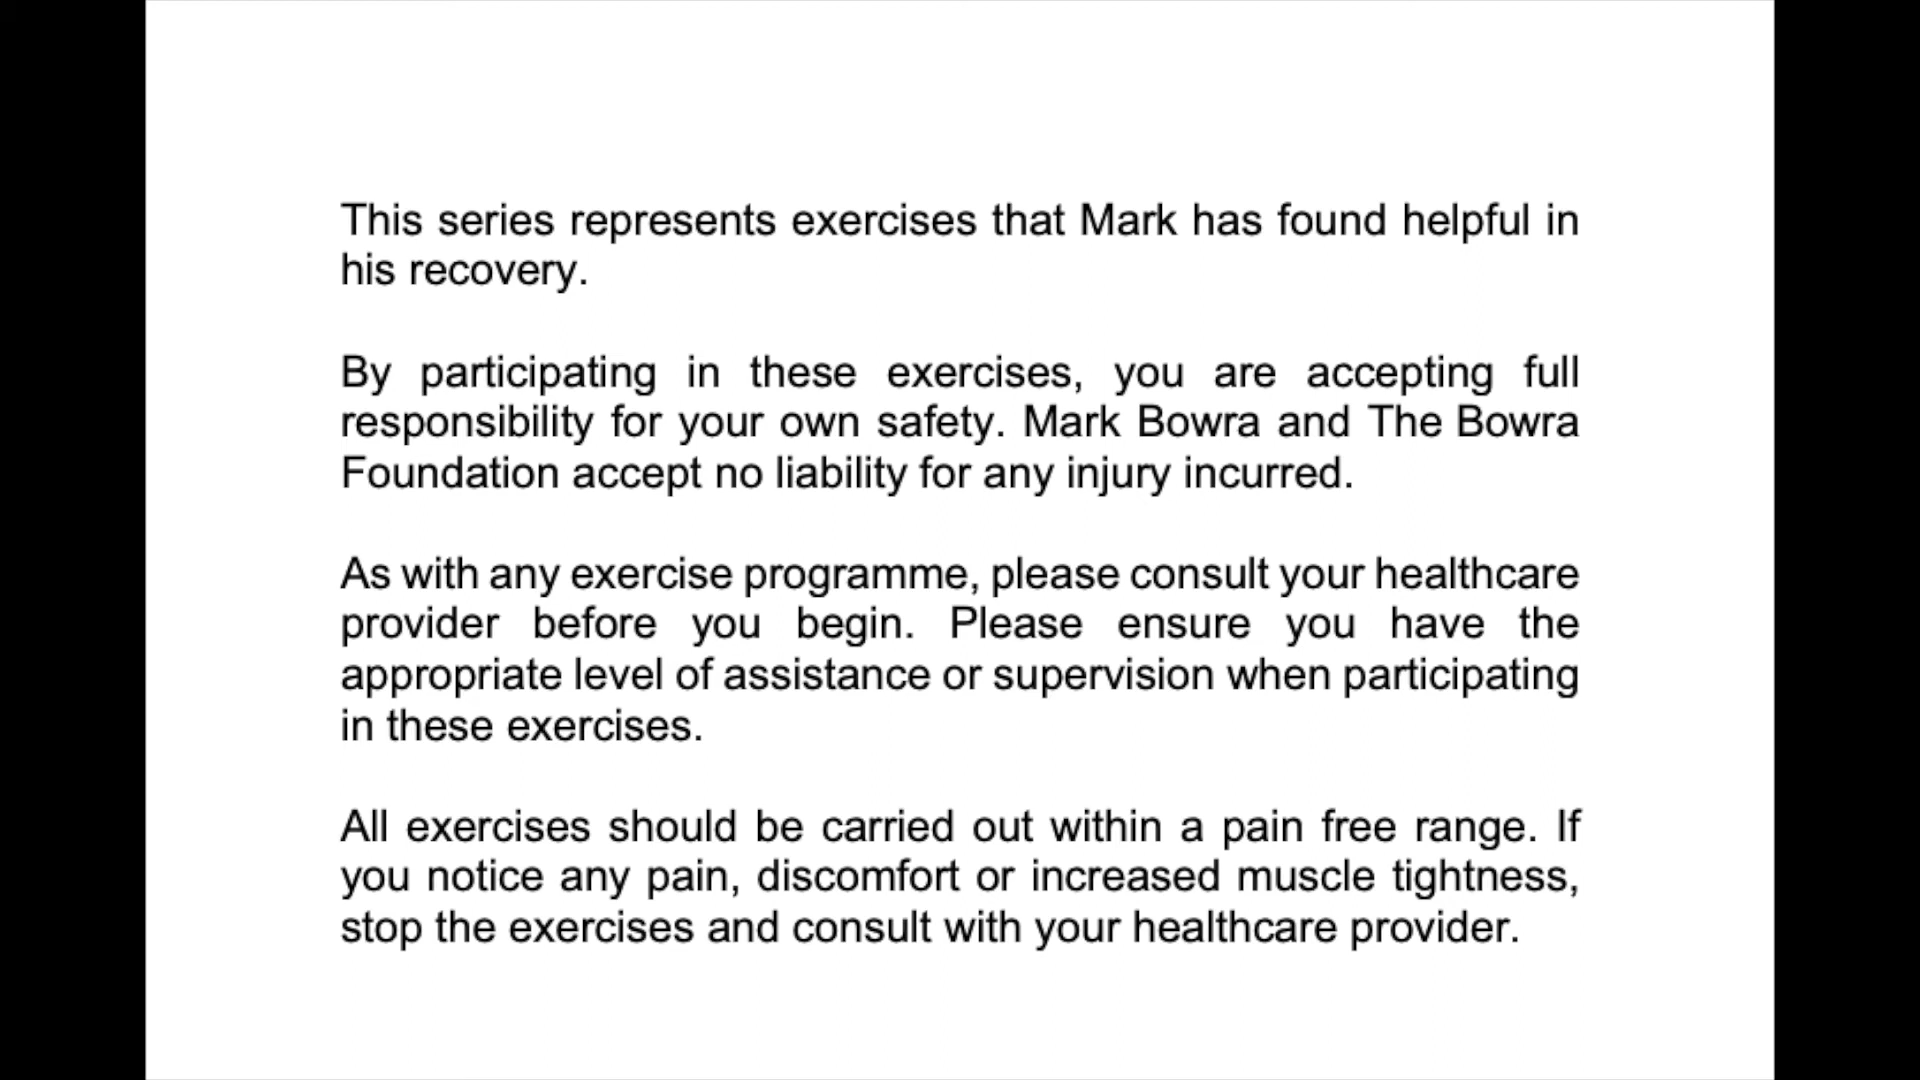 This series represents exercises that Mark has found helpful in
his recovery.
By participating in these exercises, you are accepting full
responsibility for your own safety. Mark Bowra and The Bowra
Foundation accept no liability for any injury incurred.
As with any exercise programme, please consult your healthcare
provider before you begin. Please ensure you have the
appropriate level of assistance or supervision when participating
in these exercises.
All exercises should be carried out within a pain free range. If
you notice any pain, discomfort or increased muscle tightness,
stop the exercises and consult with your healthcare provider.